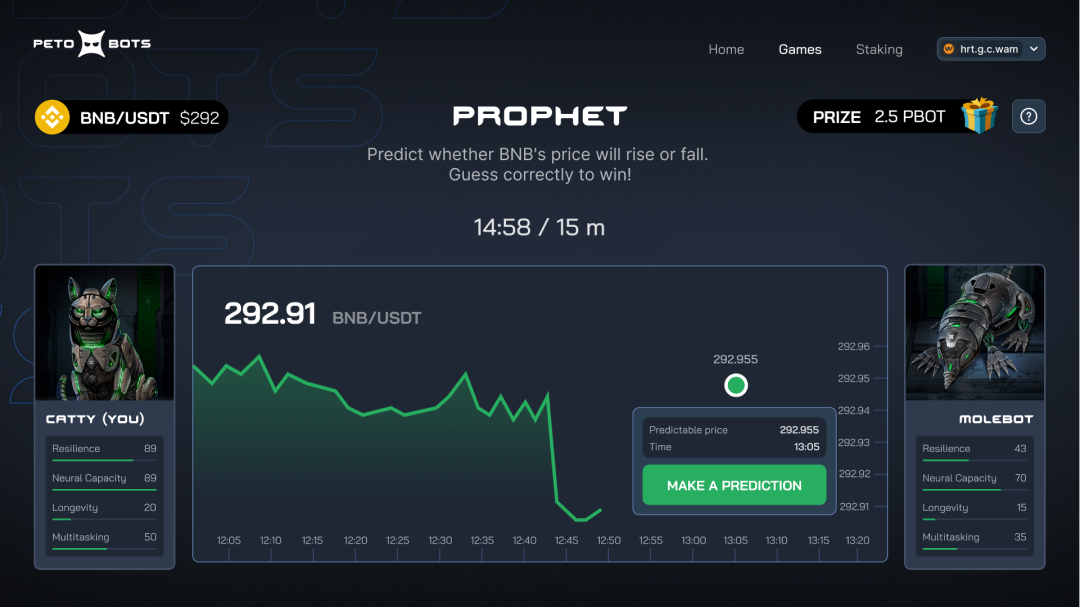 PETO BOTS
Home
Games
Staking
W hrt.g.c.wam
BNB/USDT $292
PROPHET
PRIZE 2.5 PBOT
?
Predict whether BNB's price will rise or fall.
Guess correctly to win!
14:58 / 15 m
CATTY (YOU)
Resilience 89
Neural Capacity 89
Longevity 20
Multitasking 50
292.91 BNB/USDT
292.955
292.96
292.95
292.94
292.93
292.92
292.91
Predictable price 292.955
Time 13:05
MAKE A PREDICTION
12:05 12:10 12:15 12:20 12:25 12:30 12:35 12:40 12:45 12:50 12:55 13:00 13:05 13:10 13:15 13:20
MOLEBOT
Resilience 43
Neural Capacity 70
Longevity 15
Multitasking 35